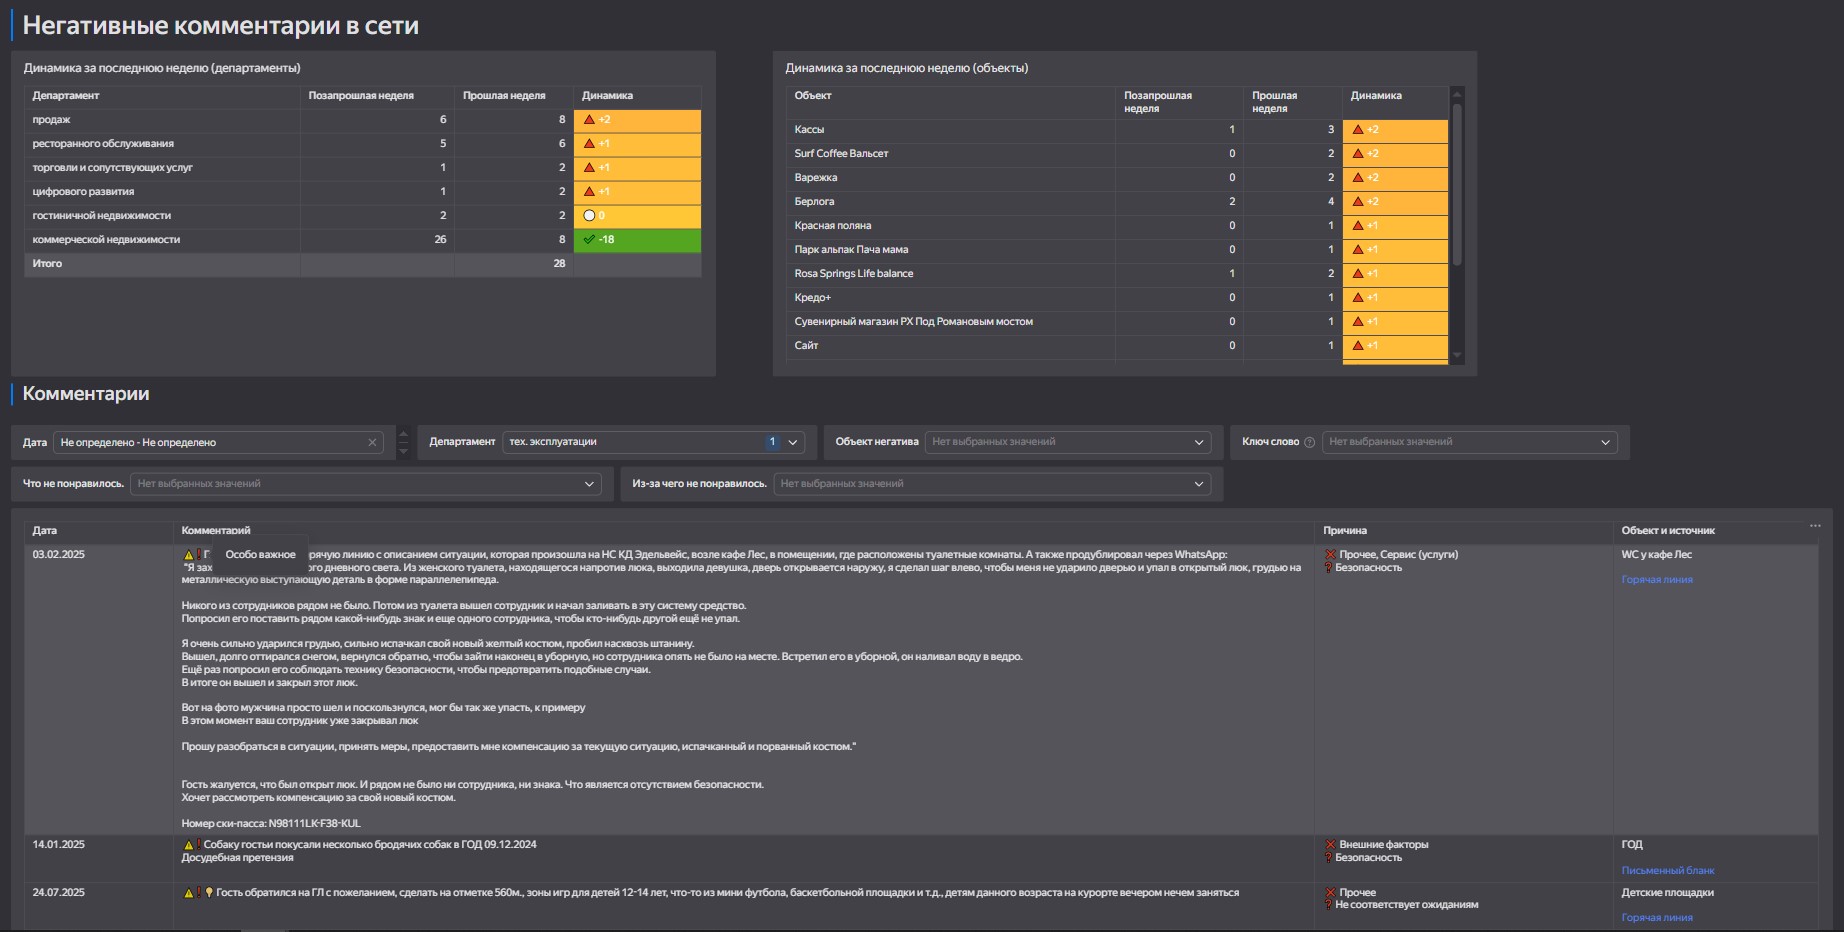 Негативные комментарии в сети
Динамика за последнюю неделю (департаменты)
Департамент Позапрошлая неделя Прошлая неделя Динамика
продаж 6 8 +2
ресторанного обслуживания 5 6 +1
торговли и сопутствующих услуг 1 2 +1
цифрового развития 1 2 +1
гостиничной недвижимости 2 2 0
коммерческой недвижимости 26 8 -18
Итого 28
Динамика за последнюю неделю (объекты)
Объект Позапрошлая неделя Прошлая неделя Динамика
Кассы 1 3 +2
Surf Coffee Вальсет 0 2 +2
Варежка 0 2 +2
Берлога 2 4 +2
Красная поляна 0 1 +1
Парк альпак Пача мама 0 1 +1
Rosa Springs Life balance 1 2 +1
Кредо+ 0 1 +1
Сувенирный магазин РХ Под Романовым мостом 0 1 +1
Сайт 0 1 +1
Комментарии
Дата Не определено - Не определено
Департамент тех. эксплуатации 1
Объект негатива Нет выбранных значений
Ключ слово Нет выбранных значений
Что не понравилось. Нет выбранных значений
Из-за чего не понравилось. Нет выбранных значений
Дата Комментарий Причина Объект и источник
03.02.2025
Особо важное
линию с описанием ситуации, которая произошла на НС КД Эдельвейс, возле кафе Лес, в помещении, где расположены туалетные комнаты. А также продублировал через WhatsApp:
дневного света. Из женского туалета, находящегося напротив люка, выходила девушка, дверь открывается наружу, я сделал шаг влево, чтобы меня не ударило дверью и упал в открытый люк, грудью на
металлическую выступающую деталь в форме параллелепипеда.
Никого из сотрудников рядом не было. Потом из туалета вышел сотрудник и начал заливать в эту систему средство.
Попросил его поставить рядом какой-нибудь знак и еще одного сотрудника, чтобы кто-нибудь другой ещё не упал.
Я очень сильно ударился грудью, сильно испачкал свой новый желтый костюм, пробил насквозь штанину.
Вышел, долго оттирался снегом, вернулся обратно, чтобы зайти наконец в уборную, но сотрудника опять не было на месте. Встретил его в уборной, он наливал воду в ведро.
Ещё раз попросил его соблюдать технику безопасности, чтобы предотвратить подобные случаи.
В итоге он вышел и закрыл этот люк.
Вот на фото мужчина просто шел и поскользнулся, мог бы так же упасть, к примеру
В этом момент ваш сотрудник уже закрывал люк
Прошу разобраться в ситуации, принять меры, предоставить мне компенсацию за текущую ситуацию, испачканный и порванный костюм."
Гость жалуется, что был открыт люк. И рядом не было ни сотрудника, ни знака. Что является отсутствием безопасности.
Хочет рассмотреть компенсацию за свой новый костюм.
Номер ски-пасса: N98111LK-F38-KUL
Прочее, Сервис (услуги)
Безопасность
WC у кафе Лес
Горячая линия
14.01.2025
Собаку гостьи покусали несколько бродячих собак в ГОД 09.12.2024
Досудебная претензия
Внешние факторы
Безопасность
ГОД
Письменный бланк
24.07.2025
Гость обратился на ГЛ с пожеланием, сделать на отметке 560м., зоны игр для детей 12-14 лет, что-то из мини футбола, баскетбольной площадки и т.д., детям данного возраста на курорте вечером нечем заняться
Прочее
Не соответствует ожиданиям
Детские площадки
Горячая линия